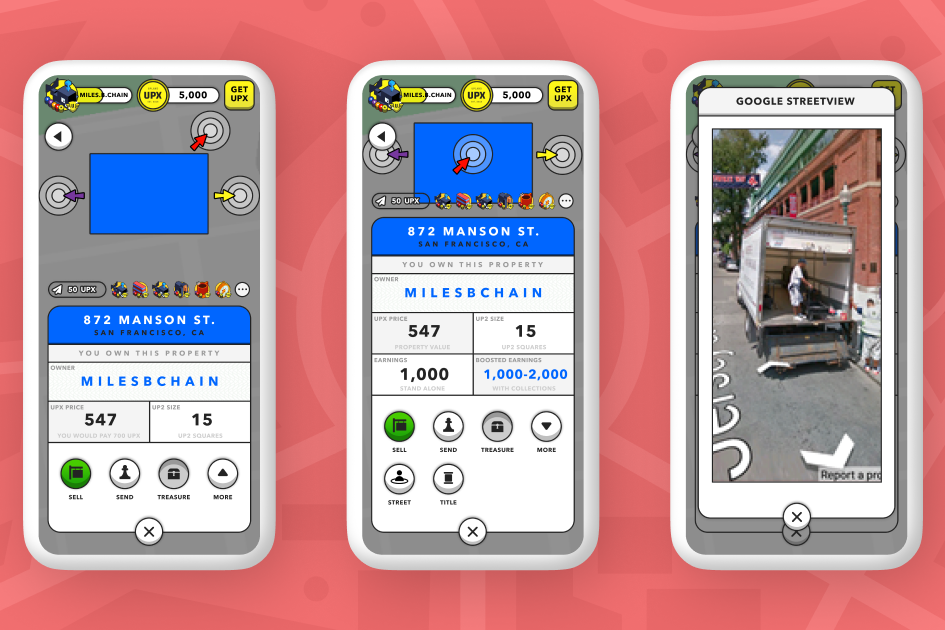 MILES.B.CHAIN
UPX
5,000
GET
UPX
50 UPX
872 MANSON ST.
SAN FRANCISCO, CA
YOU OWN THIS PROPERTY
OWNER
MILESBCHAIN
UPX PRICE
547
YOU WOULD PAY 700 UPX
UP2 SIZE
15
UP2 SQUARES
SELL
SEND
TREASURE
MORE
MILES.B.CHAIN
UPX
5,000
GET
UPX
50 UPX
872 MANSON ST.
SAN FRANCISCO, CA
YOU OWN THIS PROPERTY
OWNER
MILESBCHAIN
UPX PRICE
547
PROPERTY VALUE
UP2 SIZE
15
UP2 SQUARES
EARNINGS
1,000
STAND ALONE
BOOSTED EARNINGS
1,000-2,000
WITH COLLECTIONS
SELL
SEND
TREASURE
MORE
STREET
TITLE
GOOGLE STREETVIEW
Report a pro